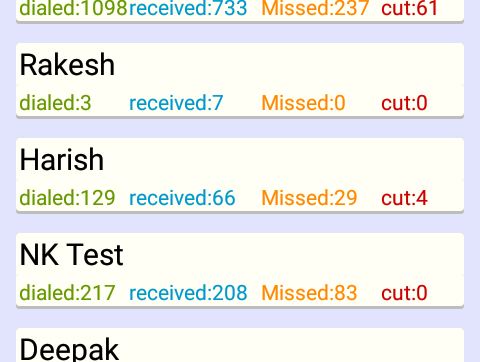 dialed:1098 received:733 Missed:237 cut:61
Rakesh
dialed:3 received:7 Missed:0 cut:0
Harish
dialed:129 received:66 Missed:29 cut:4
NK Test
dialed:217 received:208 Missed:83 cut:0
Deepak